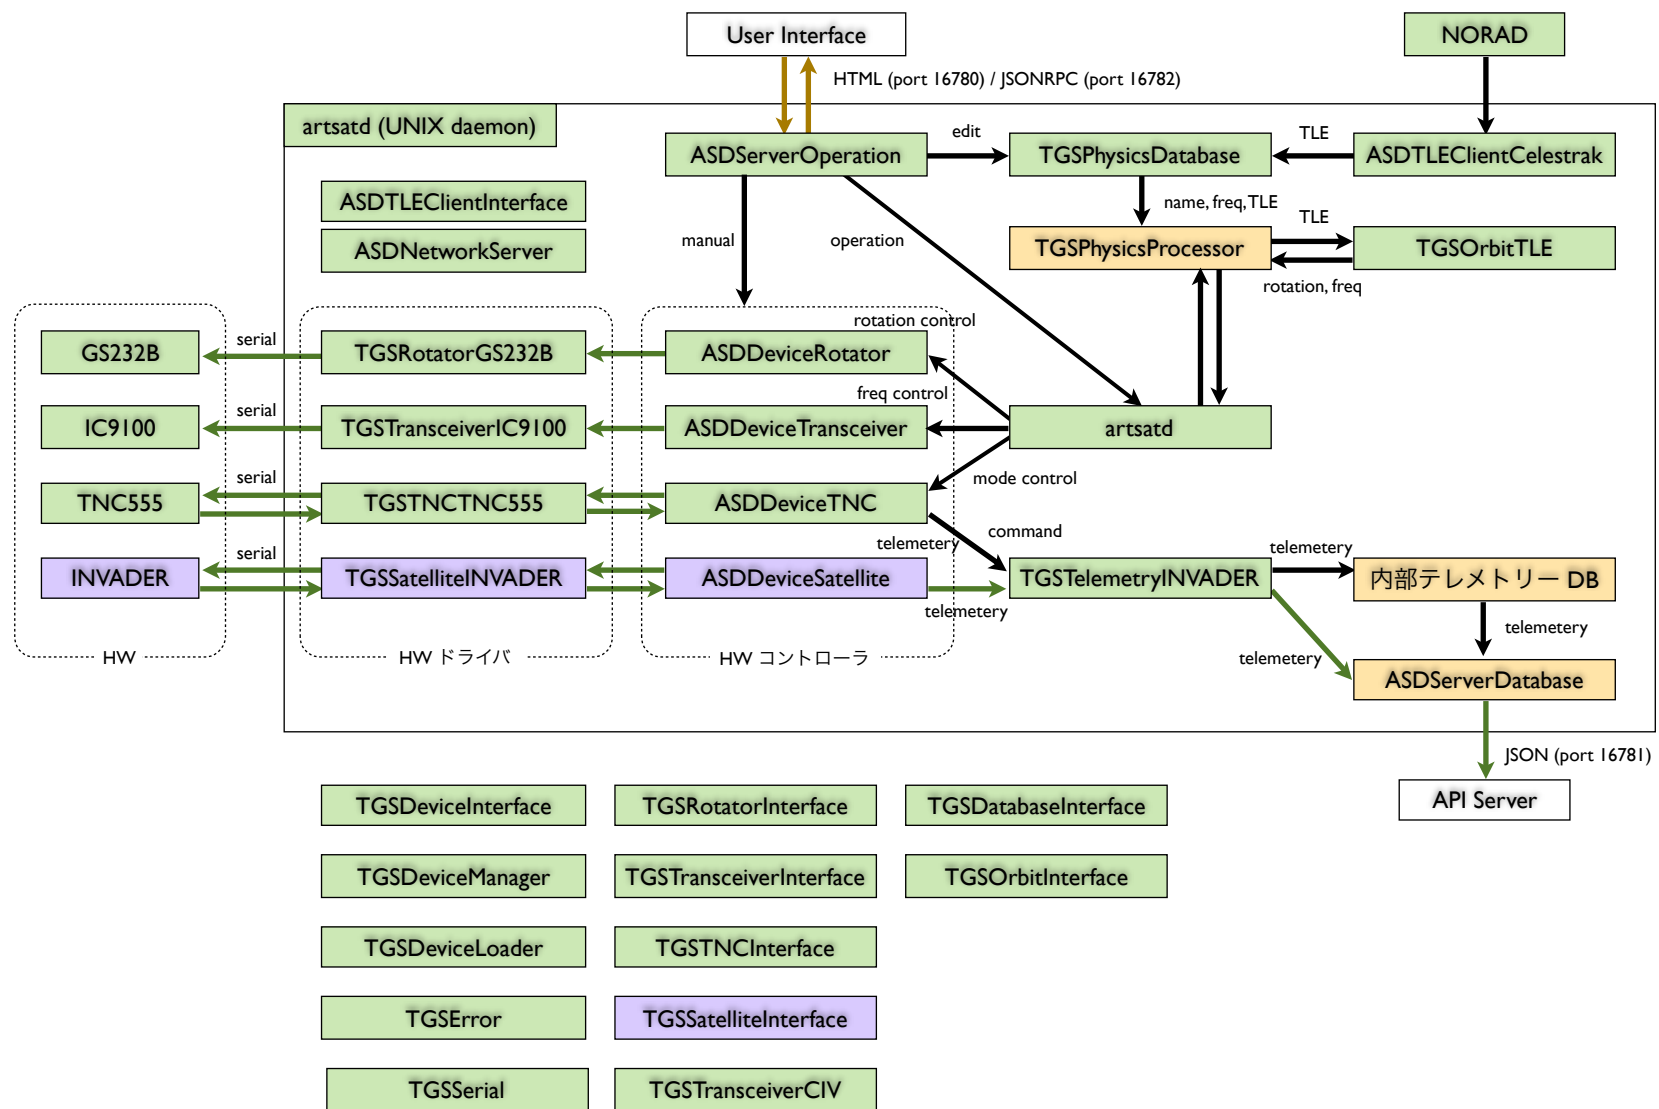 User Interface
NORAD
HTML (port 16780) / JSONRPC (port 16782)
artsatd (UNIX daemon)
ASDServerOperation
edit
TGSPhysicsDatabase
TLE
ASDTLEClientCelestrak
ASDTLEClientInterface
name, freq, TLE
TLE
ASDNetworkServer
manual
operation
TGSPhysicsProcessor
TGSOrbitTLE
rotation, freq
rotation control
GS232B
serial
TGSRotatorGS232B
ASDDeviceRotator
freq control
IC9100
serial
TGSTransceiverIC9100
ASDDeviceTransceiver
artsatd
mode control
TNC555
serial
TGSTNCTNC555
ASDDeviceTNC
command
telemetery
telemetery
INVADER
serial
TGSSatelliteINVADER
ASDDeviceSatellite
TGSTelemetryINVADER
内部テレメトリー DB
telemetery
telemetery
telemetery
HW
HW ドライバ
HW コントローラ
ASDServerDatabase
JSON (port 16781)
API Server
TGSDeviceInterface
TGSRotatorInterface
TGSDatabaseInterface
TGSDeviceManager
TGSTransceiverInterface
TGSOrbitInterface
TGSDeviceLoader
TGSTNCInterface
TGSError
TGSSatelliteInterface
TGSSerial
TGSTransceiverCIV